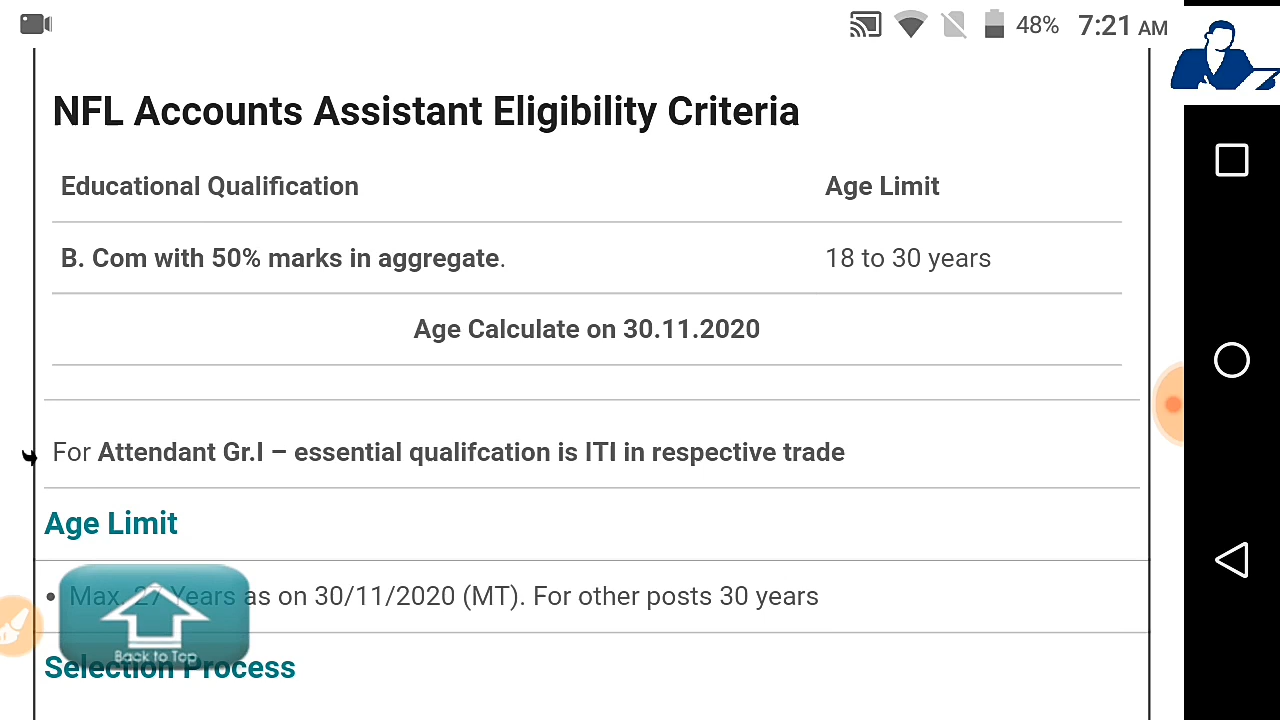 48% 7:21 AM
NFL Accounts Assistant Eligibility Criteria
Educational Qualification Age Limit
B. Com with 50% marks in aggregate. 18 to 30 years
Age Calculate on 30.11.2020
For Attendant Gr.I – essential qualifcation is ITI in respective trade
Age Limit
• Max. 27 Years as on 30/11/2020 (MT). For other posts 30 years
Back to Top
Selection Process